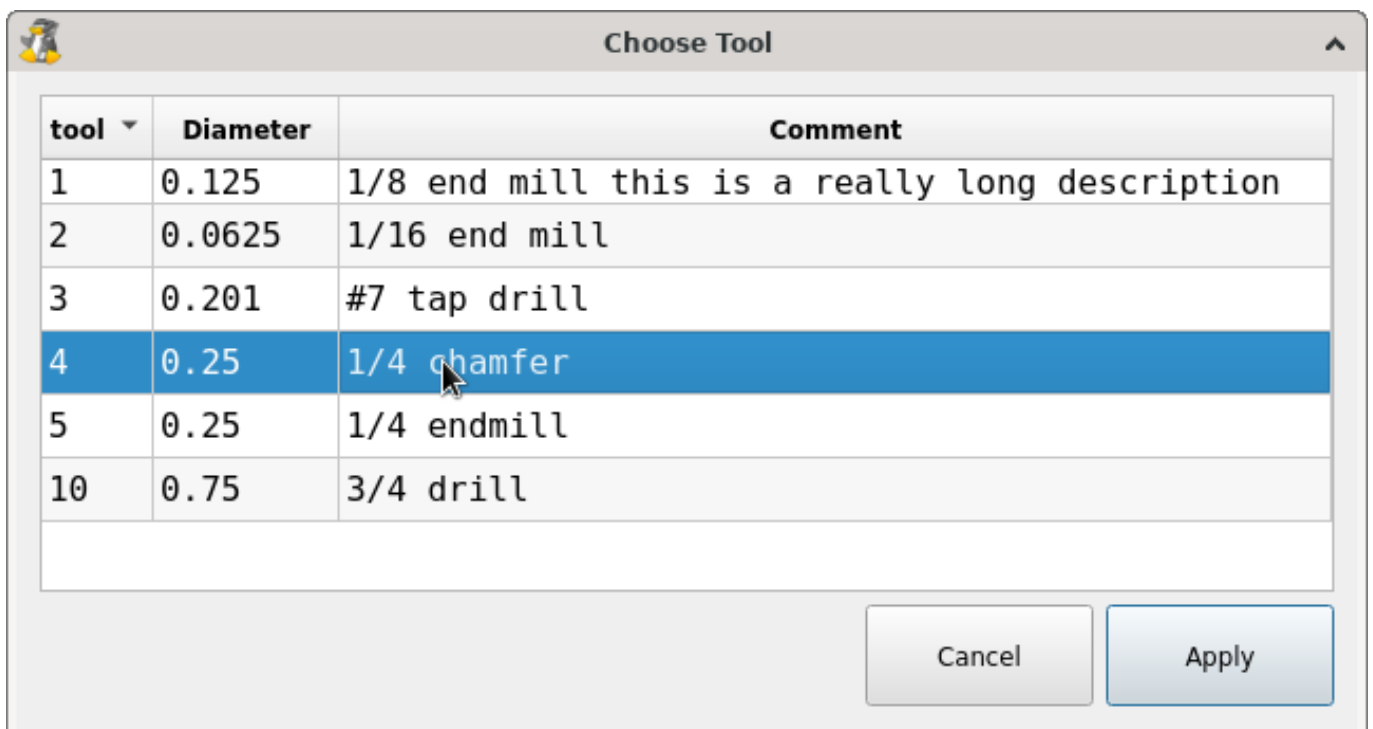 Choose Tool
tool Diameter Comment
1 0.125 1/8 end mill this is a really long description
2 0.0625 1/16 end mill
3 0.201 #7 tap drill
4 0.25 1/4 chamfer
5 0.25 1/4 endmill
10 0.75 3/4 drill
Cancel Apply